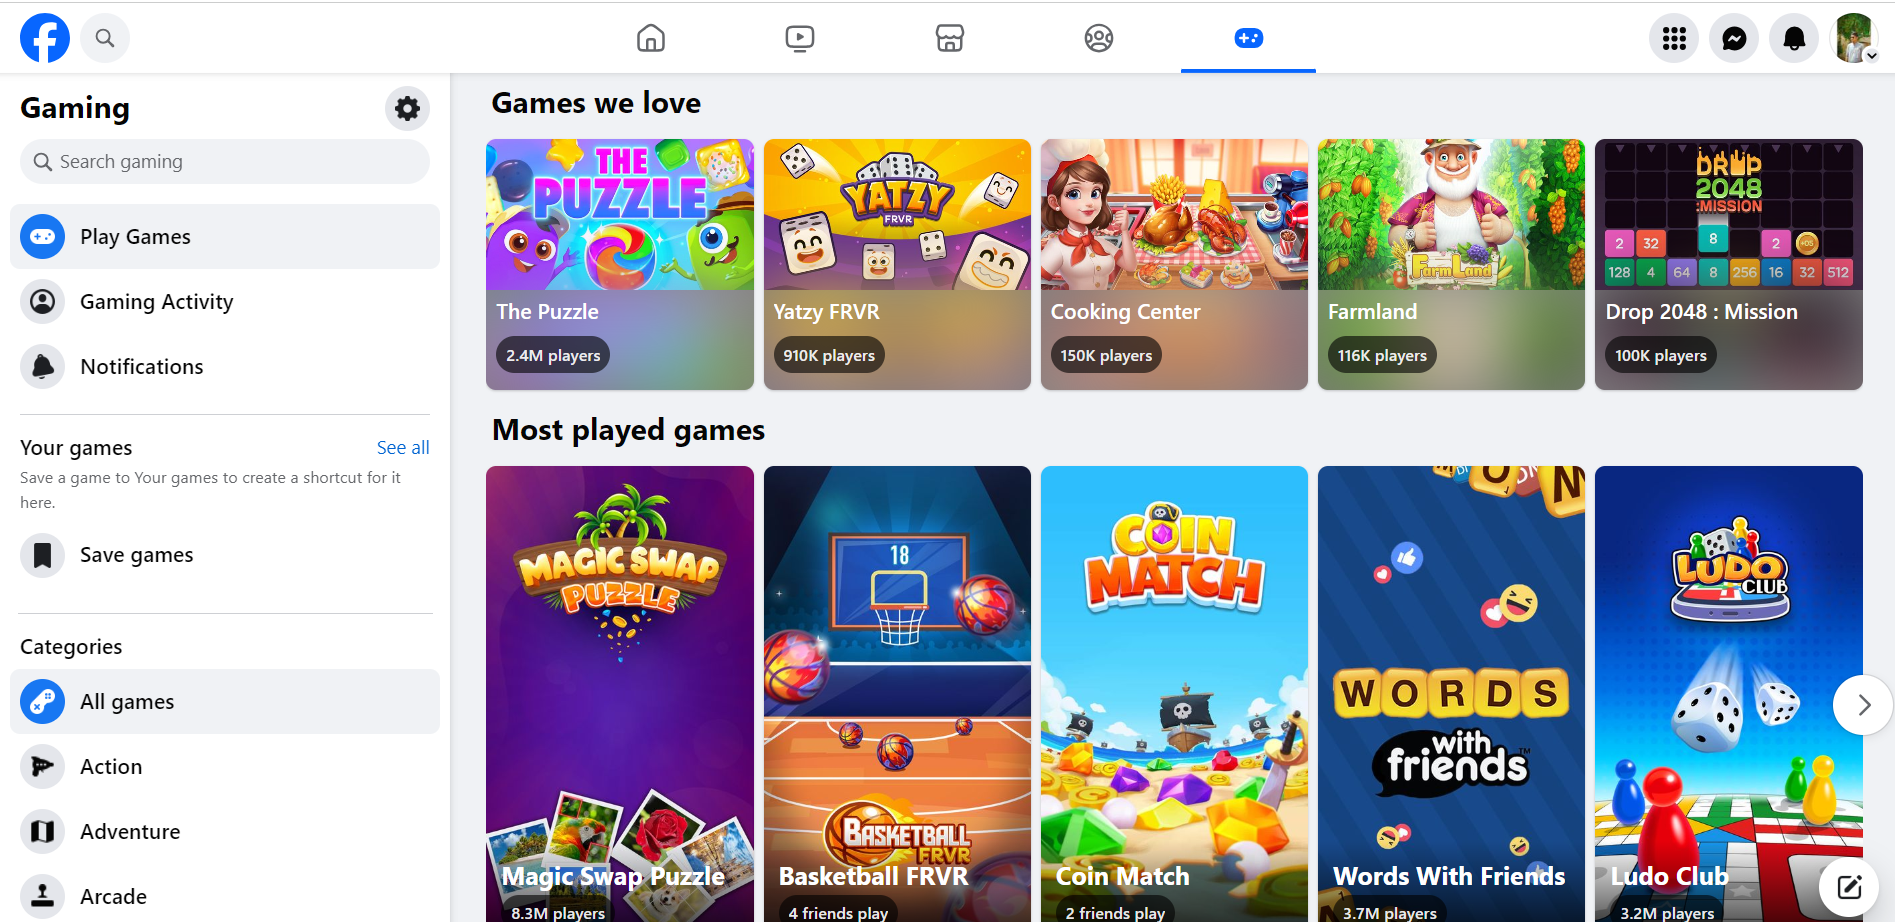 Gaming
Search gaming
Play Games
Gaming Activity
Notifications
Your games
See all
Save a game to Your games to create a shortcut for it
here.
Save games
Categories
All games
Action
Adventure
Arcade
Games we love
THE
PUZZLE
The Puzzle
2.4M players
YATZY
FRVR
Yatzy FRVR
910K players
Cooking Center
150K players
FarmLand
Farmland
116K players
DROP
2048
:MISSION
2 32 8 2 +DS
128 4 64 8 256 16 32 512
Drop 2048 : Mission
100K players
Most played games
MAGIC SWAP
PUZZLE
Magic Swap Puzzle
8.3M players
18
BASKETBALL
FRVR
Basketball FRVR
4 friends play
COIN
MATCH
Coin Match
2 friends play
WORDS
with
friends™
Words With Friends
3.7M players
LUDO
CLUB
Ludo Club
3.2M players